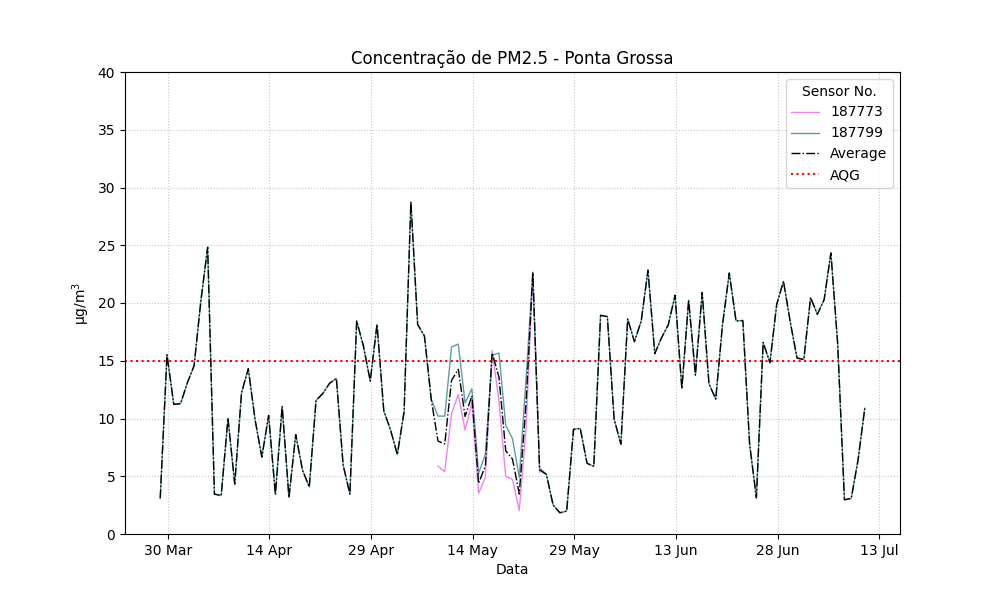 Concentração de PM2.5 - Ponta Grossa
40
35
30
25
20
15
10
5
0
µg/m³
Sensor No.
187773
187799
Average
AQG
30 Mar
14 Apr
29 Apr
14 May
29 May
13 Jun
28 Jun
13 Jul
Data